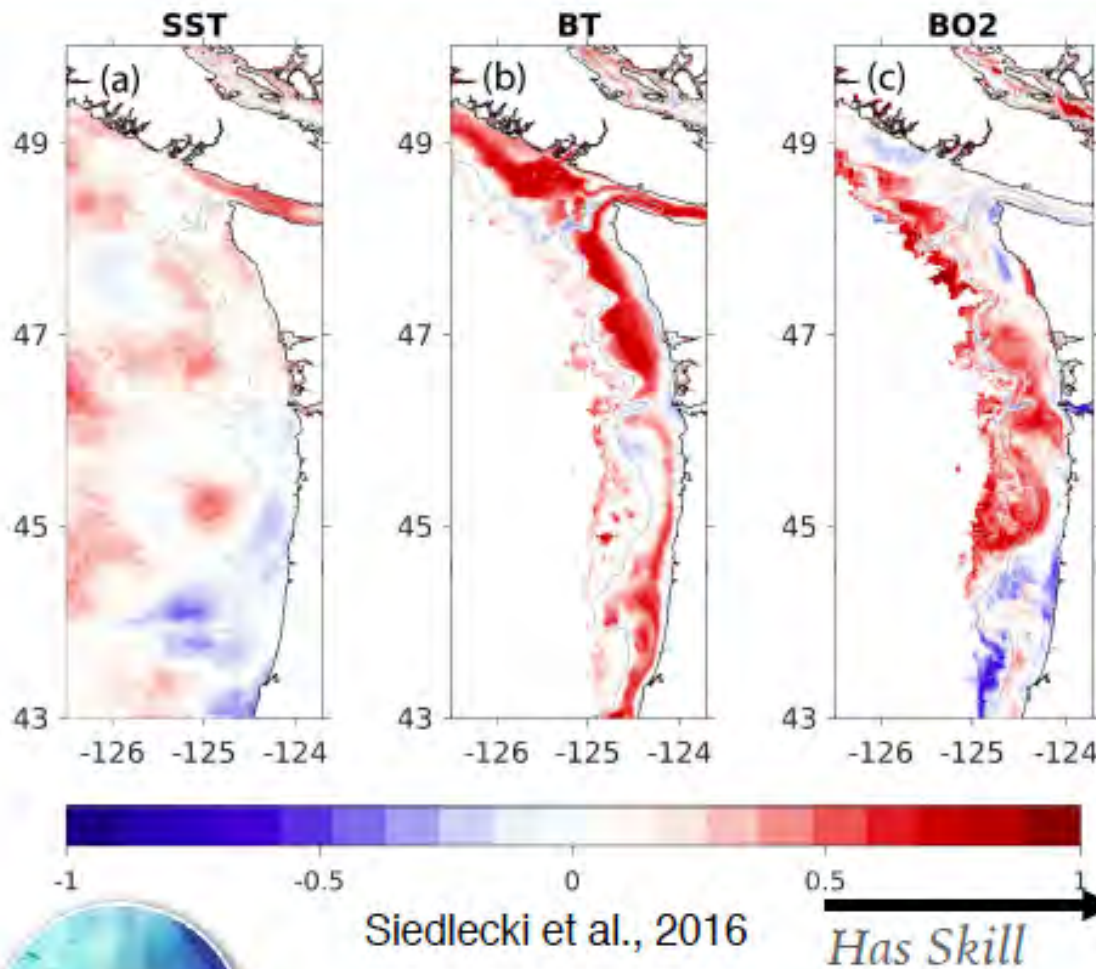 SST BT BO2
(a) (b) (c)
49 49 49
47 47 47
45 45 45
43 43 43
-126 -125 -124 -126 -125 -124 -126 -125 -124
-1 -0.5 0 0.5 1
Siedlecki et al., 2016
Has Skill